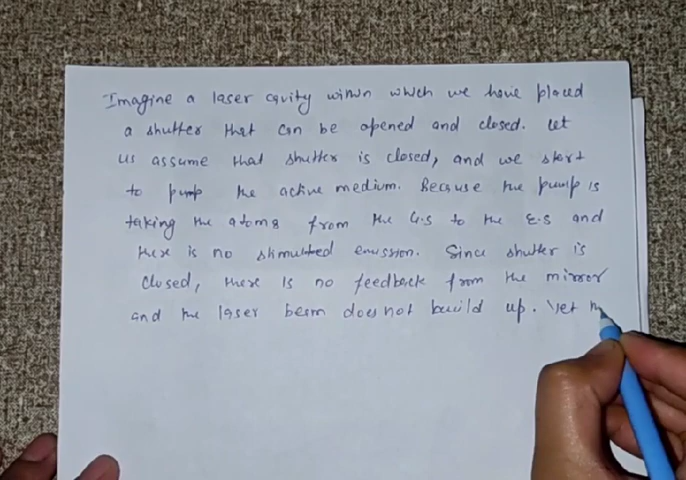 Imagine a laser cavity within which we have placed
a shutter that can be opened and closed. Let
us assume that shutter is closed, and we start
to pump the active medium. Because the pump is
taking the atoms from the G.S to the E.S and
there is no stimulted emission. Since shutter is
closed, there is no feedback from the mirror
and the laser beam does not build up.